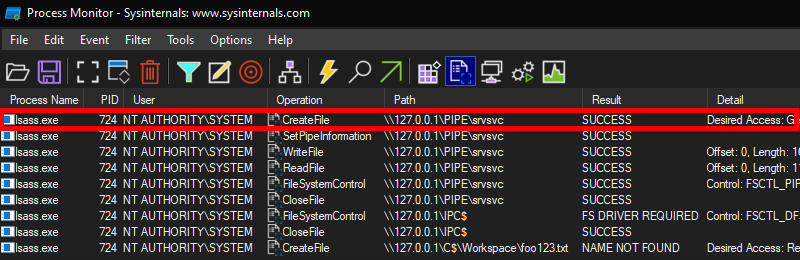 Process Monitor - Sysinternals: www.sysinternals.com
File Edit Event Filter Tools Options Help
Process Name PID User Operation Path Result Detail
lsass.exe 724 NT AUTHORITY\SYSTEM CreateFile \\127.0.0.1\PIPE\srvsvc SUCCESS Desired Access: G
lsass.exe 724 NT AUTHORITY\SYSTEM SetPipeInformation \\127.0.0.1\PIPE\srvsvc SUCCESS
lsass.exe 724 NT AUTHORITY\SYSTEM WriteFile \\127.0.0.1\PIPE\srvsvc SUCCESS Offset: 0, Length: 16
lsass.exe 724 NT AUTHORITY\SYSTEM ReadFile \\127.0.0.1\PIPE\srvsvc SUCCESS Offset: 0, Length: 11
lsass.exe 724 NT AUTHORITY\SYSTEM FileSystemControl \\127.0.0.1\PIPE\srvsvc SUCCESS Control: FSCTL_PIP
lsass.exe 724 NT AUTHORITY\SYSTEM CloseFile \\127.0.0.1\PIPE\srvsvc SUCCESS
lsass.exe 724 NT AUTHORITY\SYSTEM FileSystemControl \\127.0.0.1\IPC$ FS DRIVER REQUIRED Control: FSCTL_DF
lsass.exe 724 NT AUTHORITY\SYSTEM CloseFile \\127.0.0.1\IPC$ SUCCESS
lsass.exe 724 NT AUTHORITY\SYSTEM CreateFile \\127.0.0.1\C$\Workspace\foo123.txt NAME NOT FOUND Desired Access: Re